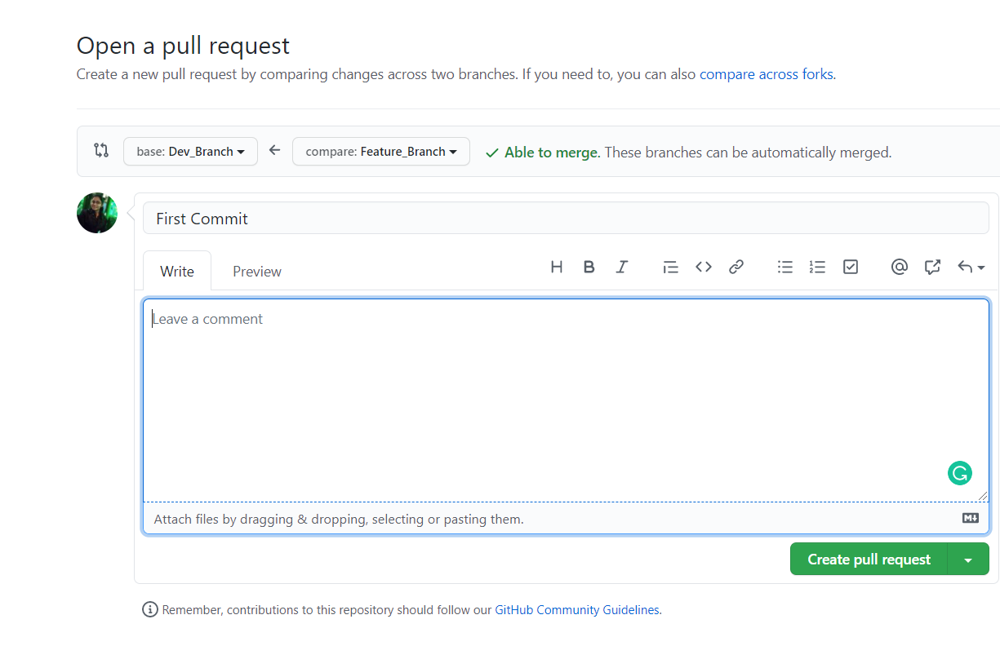 Open a pull request
Create a new pull request by comparing changes across two branches. If you need to, you can also compare across forks.
base: Dev_Branch compare: Feature_Branch Able to merge. These branches can be automatically merged.
First Commit
Write Preview H B I
Leave a comment
G
Attach files by dragging & dropping, selecting or pasting them. M
Create pull request
Remember, contributions to this repository should follow our GitHub Community Guidelines.